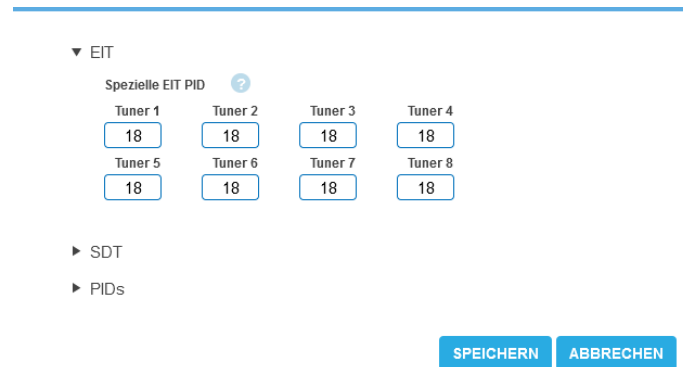 EIT
Spezielle EIT PID ?
Tuner 1 Tuner 2 Tuner 3 Tuner 4
18 18 18 18
Tuner 5 Tuner 6 Tuner 7 Tuner 8
18 18 18 18
SDT
PIDs
SPEICHERN ABBRECHEN